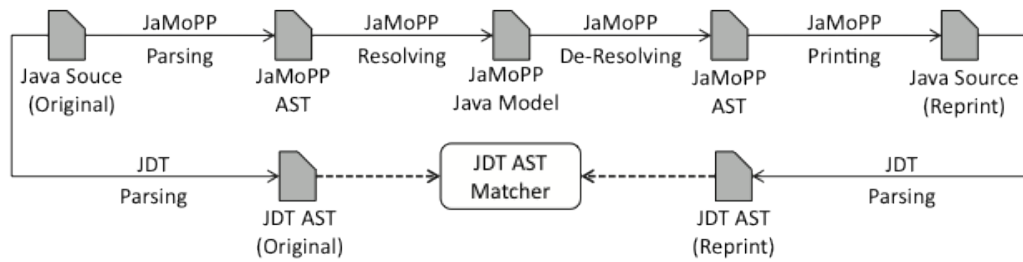 JaMoPP
Parsing
JaMoPP
Resolving
JaMoPP
De-Resolving
JaMoPP
Printing
Java Souce
(Original)
JaMoPP
AST
JaMoPP
Java Model
JaMoPP
AST
Java Source
(Reprint)
JDT
Parsing
JDT AST
(Original)
JDT AST
Matcher
JDT AST
(Reprint)
JDT
Parsing